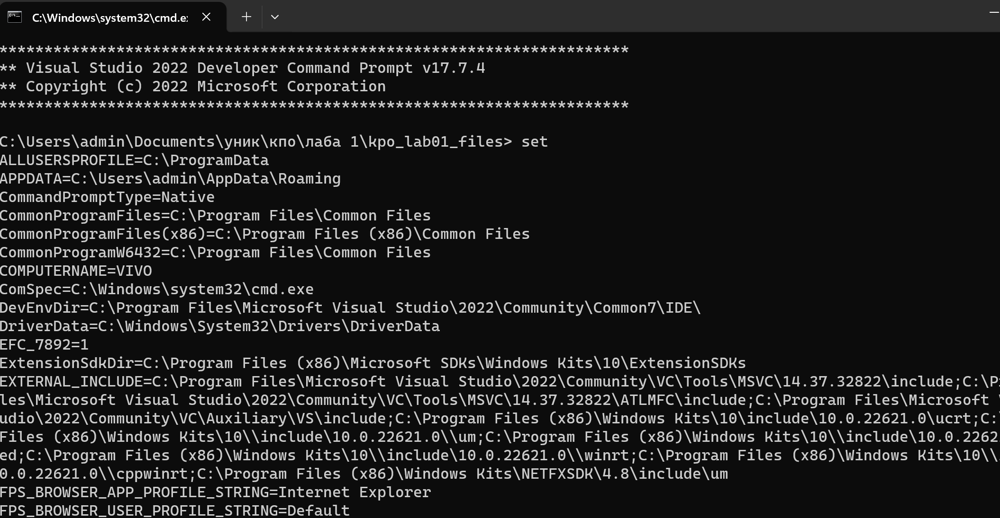 C:\Windows\system32\cmd.e
**********************************************************************
** Visual Studio 2022 Developer Command Prompt v17.7.4
** Copyright (c) 2022 Microsoft Corporation
**********************************************************************
C:\Users\admin\Documents\уник\кпо\лаба 1\kpo_lab01_files> set
ALLUSERSPROFILE=C:\ProgramData
APPDATA=C:\Users\admin\AppData\Roaming
CommandPromptType=Native
CommonProgramFiles=C:\Program Files\Common Files
CommonProgramFiles(x86)=C:\Program Files (x86)\Common Files
CommonProgramW6432=C:\Program Files\Common Files
COMPUTERNAME=VIVO
ComSpec=C:\Windows\system32\cmd.exe
DevEnvDir=C:\Program Files\Microsoft Visual Studio\2022\Community\Common7\IDE\
DriverData=C:\Windows\System32\Drivers\DriverData
EFC_7892=1
ExtensionSdkDir=C:\Program Files (x86)\Microsoft SDKs\Windows Kits\10\ExtensionSDKs
EXTERNAL_INCLUDE=C:\Program Files\Microsoft Visual Studio\2022\Community\VC\Tools\MSVC\14.37.32822\include;C:\P
les\Microsoft Visual Studio\2022\Community\VC\Tools\MSVC\14.37.32822\ATLMFC\include;C:\Program Files\Microsoft
udio\2022\Community\VC\Auxiliary\VS\include;C:\Program Files (x86)\Windows Kits\10\include\10.0.22621.0\ucrt;C:
Files (x86)\Windows Kits\10\\include\10.0.22621.0\\um;C:\Program Files (x86)\Windows Kits\10\\include\10.0.2262
ed;C:\Program Files (x86)\Windows Kits\10\\include\10.0.22621.0\\winrt;C:\Program Files (x86)\Windows Kits\10\\
0.0.22621.0\\cppwinrt;C:\Program Files (x86)\Windows Kits\NETFXSDK\4.8\include\um
FPS_BROWSER_APP_PROFILE_STRING=Internet Explorer
FPS_BROWSER_USER_PROFILE_STRING=Default